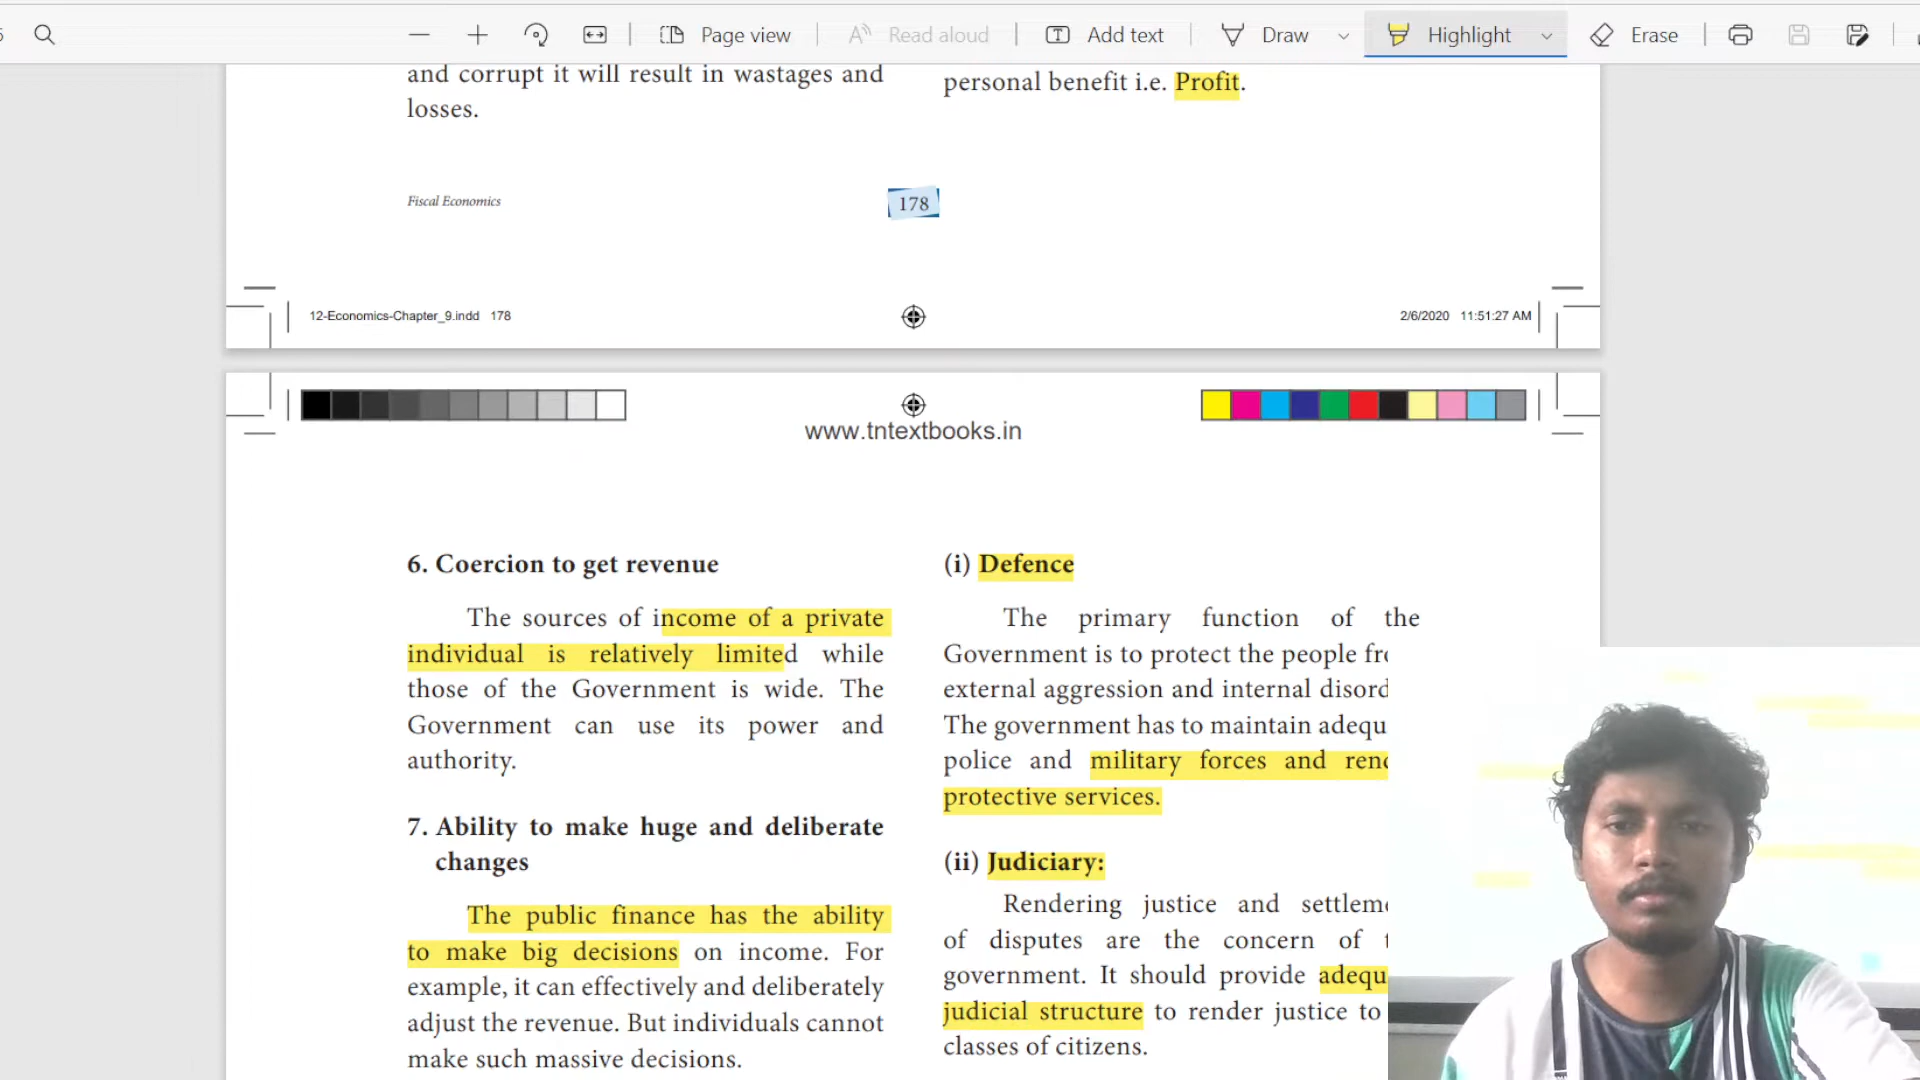 Page view
Read aloud
Add text
Draw
Highlight
Erase
and corrupt it will result in wastages and
losses.
personal benefit i.e. Profit.
Fiscal Economics
178
12-Economics-Chapter_9.indd 178
2/6/2020 11:51:27 AM
www.tntextbooks.in
6. Coercion to get revenue
The sources of income of a private
individual is relatively limited while
those of the Government is wide. The
Government can use its power and
authority.
7. Ability to make huge and deliberate
changes
The public finance has the ability
to make big decisions on income. For
example, it can effectively and deliberately
adjust the revenue. But individuals cannot
make such massive decisions.
(i) Defence
The primary function of the
Government is to protect the people
external aggression and internal
The government has to maintain
police and military forces and
protective services.
(ii) Judiciary:
Rendering justice and
of disputes are the concern of
government. It should provide
judicial structure to render justice to
classes of citizens.